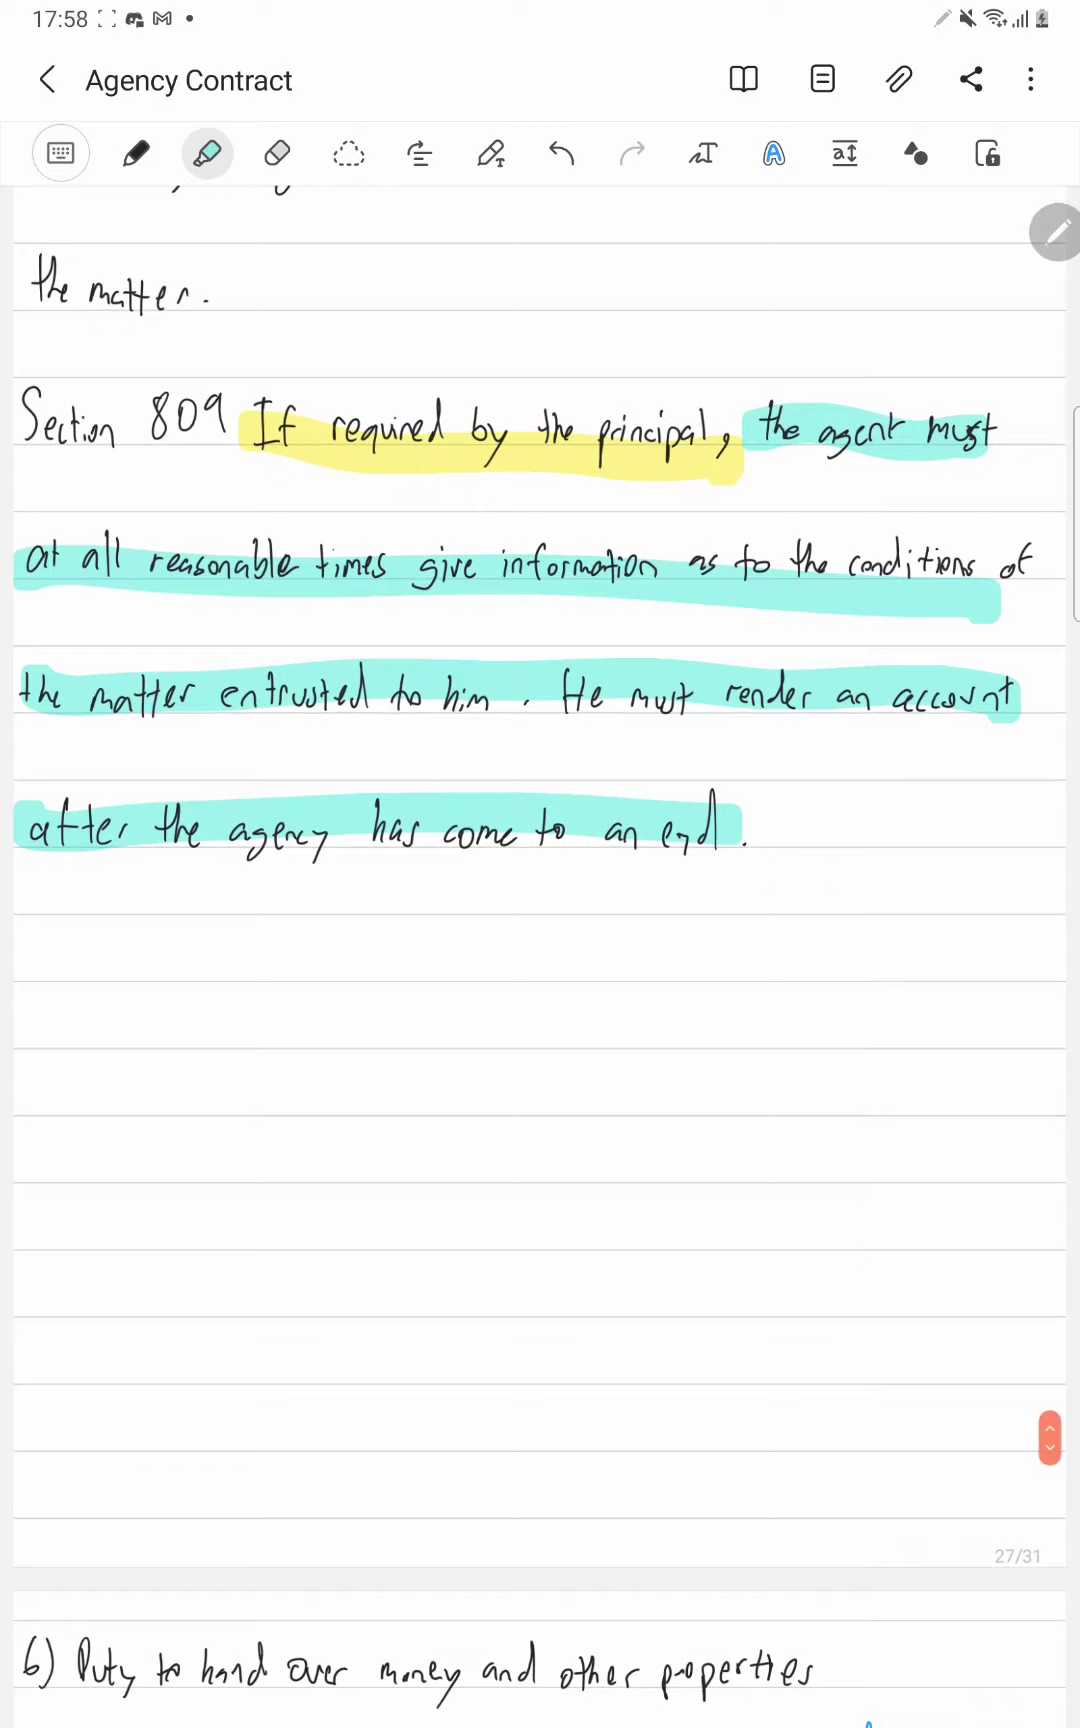 17:58
Agency Contract
the matter.
Section 809 If required by the principal, the agent must
at all reasonable times give information as to the conditions of
the matter entrusted to him. He must render an account
after the agency has come to an end.
27/31
6) Duty to hand over money and other properties